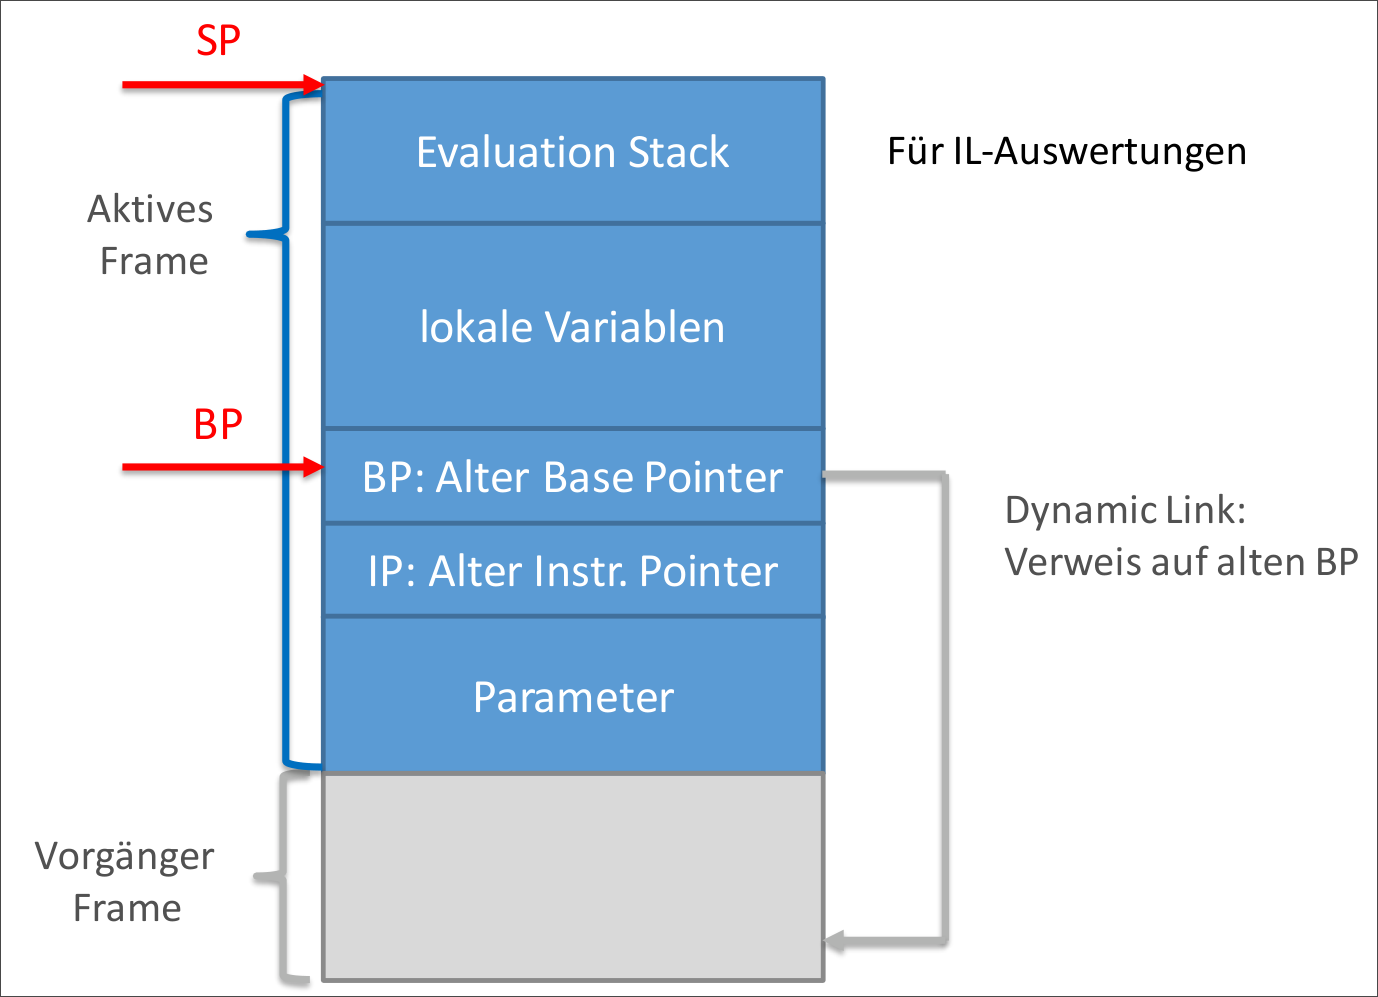 SP
Evaluation Stack
Für IL-Auswertungen
Aktives
Frame
lokale Variablen
BP
BP: Alter Base Pointer
Dynamic Link:
Verweis auf alten BP
IP: Alter Instr. Pointer
Parameter
Vorgänger
Frame